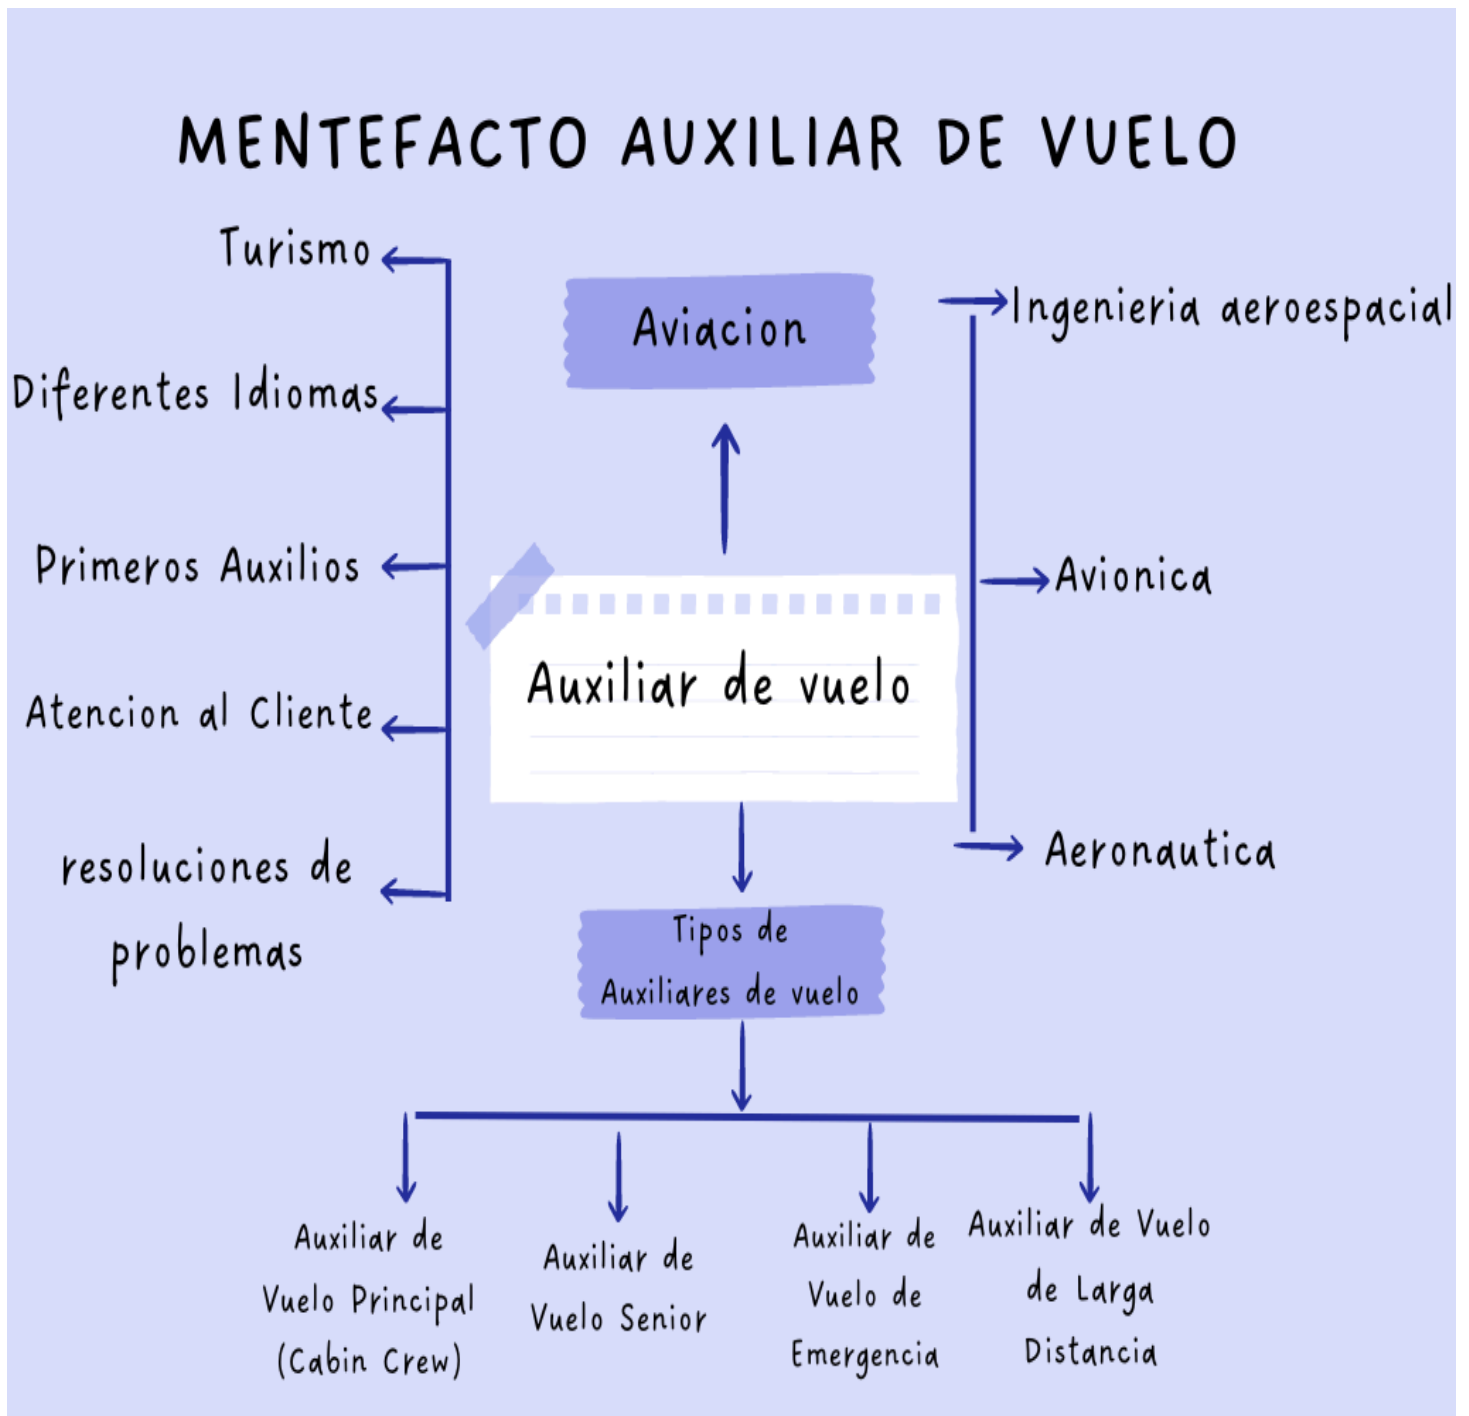 MENTEFACTO AUXILIAR DE VUELO
Turismo
Diferentes Idiomas
Primeros Auxilios
Atencion al Cliente
resoluciones de
problemas
Aviacion
Auxiliar de vuelo
Ingenieria aeroespacial
Avionica
Aeronautica
Tipos de
Auxiliares de vuelo
Auxiliar de
Vuelo Principal
(Cabin Crew)
Auxiliar de
Vuelo Senior
Auxiliar de
Vuelo de
Emergencia
Auxiliar de Vuelo
de Larga
Distancia